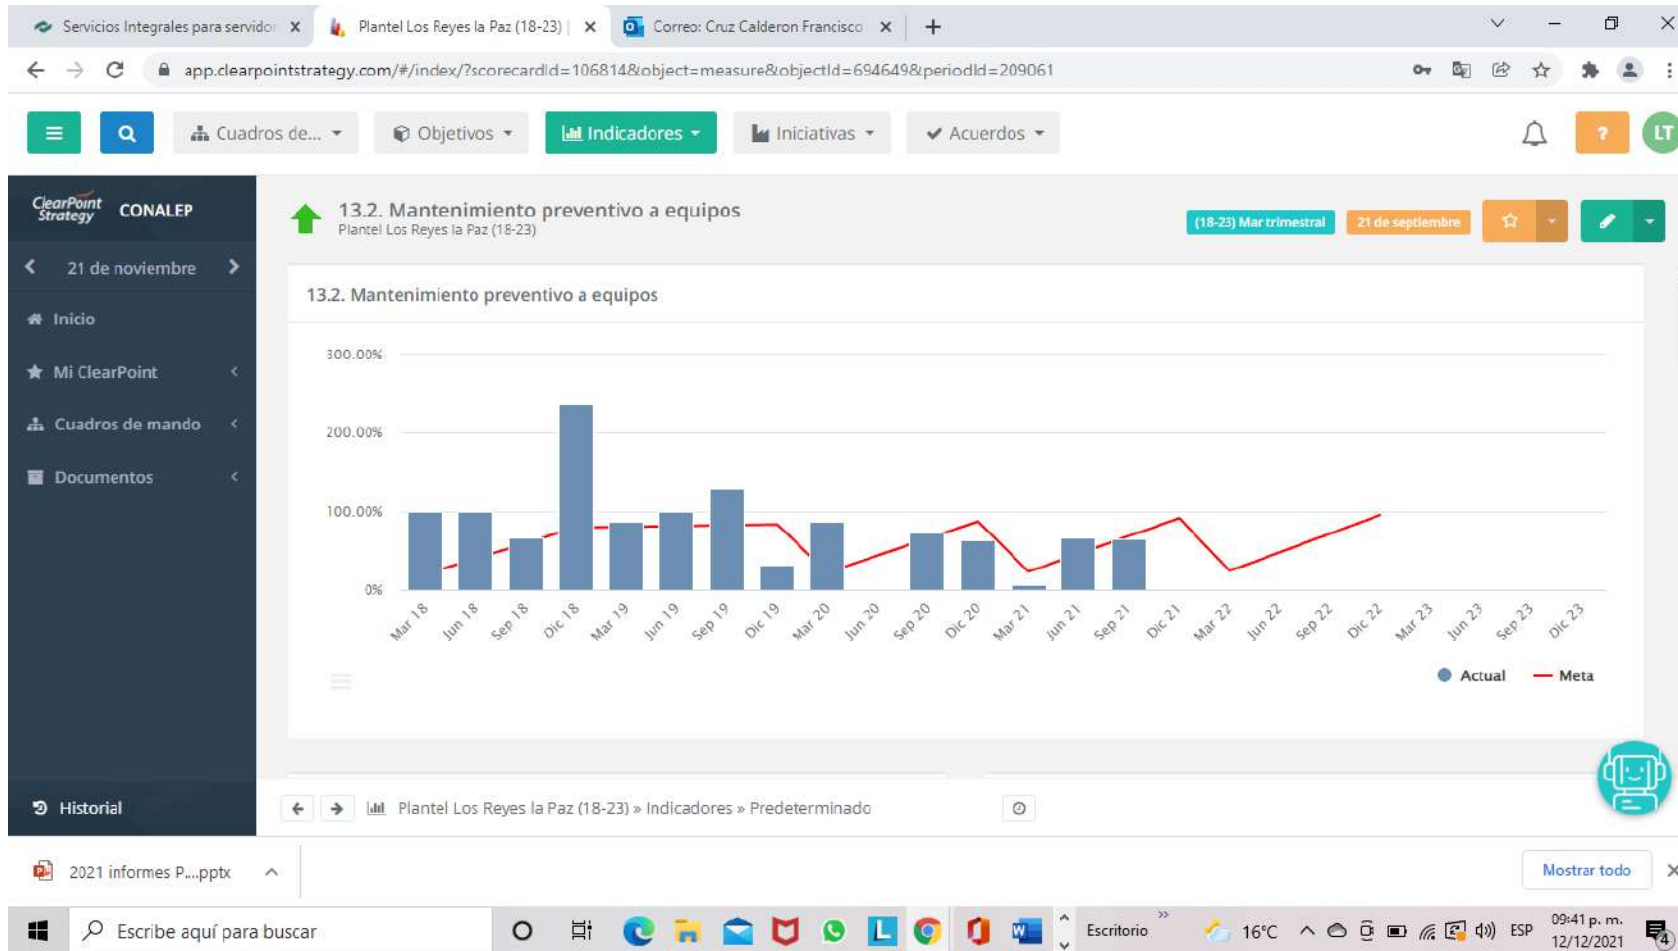 Servicios Integrales para servidor
Plantel Los Reyes la Paz (18-23) |
Correo: Cruz Calderon Francisco
app.clearpointstrategy.com/#/index/?scorecardId=106814&object=measure&objectId=694649&periodId=209061
Cuadros de...
Objetivos
Indicadores
Iniciativas
Acuerdos
?
LT
ClearPoint
Strategy
CONALEP
21 de noviembre
Inicio
Mi ClearPoint
Cuadros de mando
Documentos
Historial
13.2. Mantenimiento preventivo a equipos
Plantel Los Reyes la Paz (18-23)
(18-23) Mar trimestral
21 de septiembre
13.2. Mantenimiento preventivo a equipos
300.00%
200.00%
100.00%
0%
Mar 18
Jun 18
Sep 18
Dic 18
Mar 19
Jun 19
Sep 19
Dic 19
Mar 20
Jun 20
Sep 20
Dic 20
Mar 21
Jun 21
Sep 21
Dic 21
Mar 22
Jun 22
Sep 22
Dic 22
Mar 23
Jun 23
Sep 23
Dic 23
Actual
Meta
Plantel Los Reyes la Paz (18-23) » Indicadores » Predeterminado
2021 informes P....pptx
Mostrar todo
Escribe aquí para buscar
Escritorio
16°C
ESP
09:41 p. m.
12/12/2021